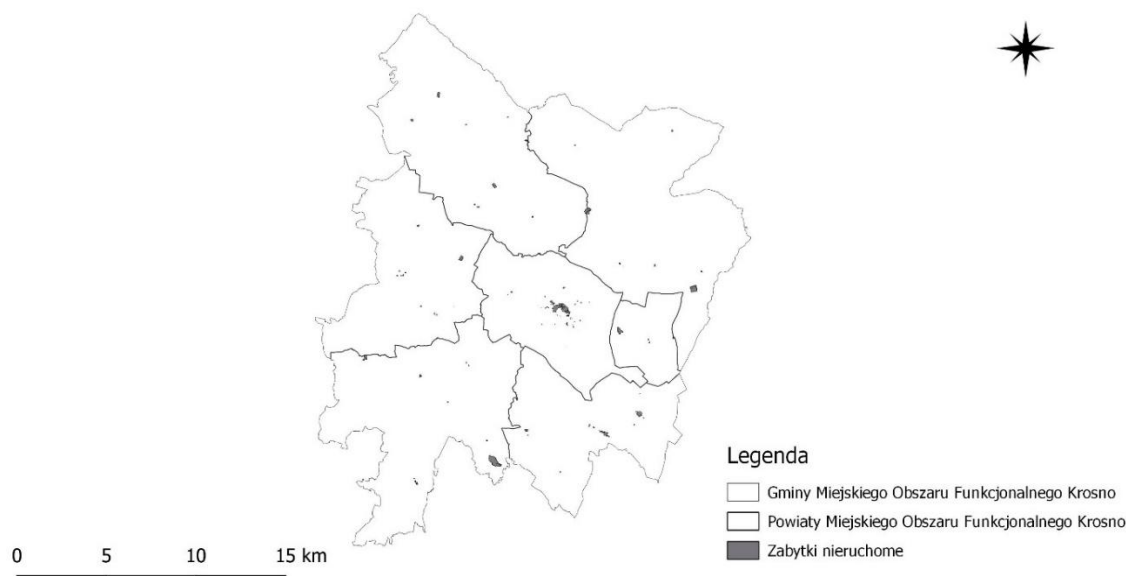 Legenda
Gminy Miejskiego Obszaru Funkcjonalnego Krosno
Powiaty Miejskiego Obszaru Funkcjonalnego Krosno
Zabytki nieruchome
0 5 10 15 km